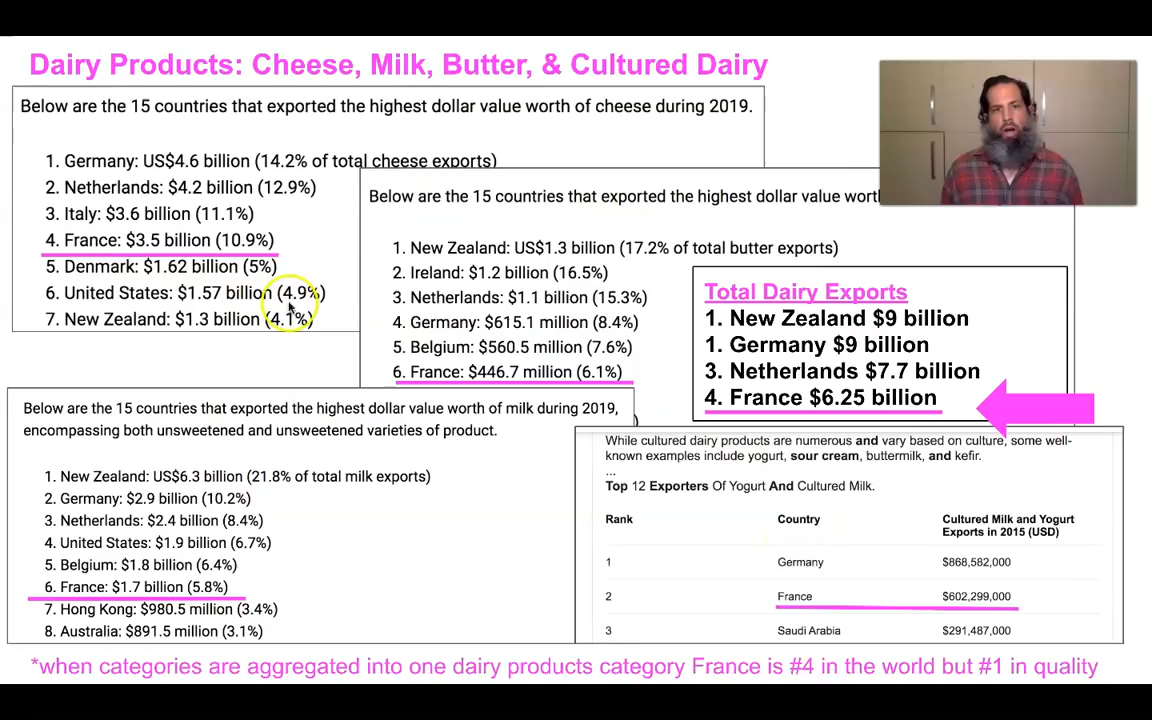 Dairy Products: Cheese, Milk, Butter, & Cultured Dairy
Below are the 15 countries that exported the highest dollar value worth of cheese during 2019.
1. Germany: US$4.6 billion (14.2% of total cheese exports)
2. Netherlands: $4.2 billion (12.9%)
3. Italy: $3.6 billion (11.1%)
4. France: $3.5 billion (10.9%)
5. Denmark: $1.62 billion (5%)
6. United States: $1.57 billion (4.9%)
7. New Zealand: $1.3 billion (4.1%)
Below are the 15 countries that exported the highest dollar value worth
1. New Zealand: US$1.3 billion (17.2% of total butter exports)
2. Ireland: $1.2 billion (16.5%)
3. Netherlands: $1.1 billion (15.3%)
4. Germany: $615.1 million (8.4%)
5. Belgium: $560.5 million (7.6%)
6. France: $446.7 million (6.1%)
Total Dairy Exports
1. New Zealand $9 billion
1. Germany $9 billion
3. Netherlands $7.7 billion
4. France $6.25 billion
Below are the 15 countries that exported the highest dollar value worth of milk during 2019,
encompassing both unsweetened and unsweetened varieties of product.
1. New Zealand: US$6.3 billion (21.8% of total milk exports)
2. Germany: $2.9 billion (10.2%)
3. Netherlands: $2.4 billion (8.4%)
4. United States: $1.9 billion (6.7%)
5. Belgium: $1.8 billion (6.4%)
6. France: $1.7 billion (5.8%)
7. Hong Kong: $980.5 million (3.4%)
8. Australia: $891.5 million (3.1%)
While cultured dairy products are numerous and vary based on culture, some well-
known examples include yogurt, sour cream, buttermilk, and kefir.
...
Top 12 Exporters Of Yogurt And Cultured Milk.
Rank Country Cultured Milk and Yogurt
Exports in 2015 (USD)
1 Germany $868,582,000
2 France $602,299,000
3 Saudi Arabia $291,487,000
*when categories are aggregated into one dairy products category France is #4 in the world but #1 in quality